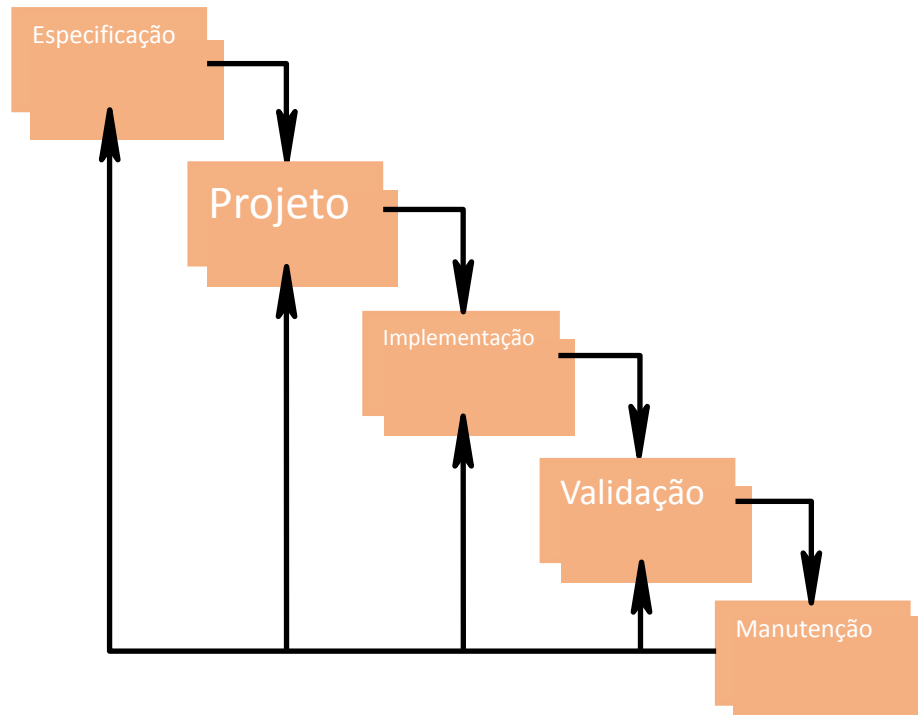 Especificação
Projeto
Implementação
Validação
Manutenção